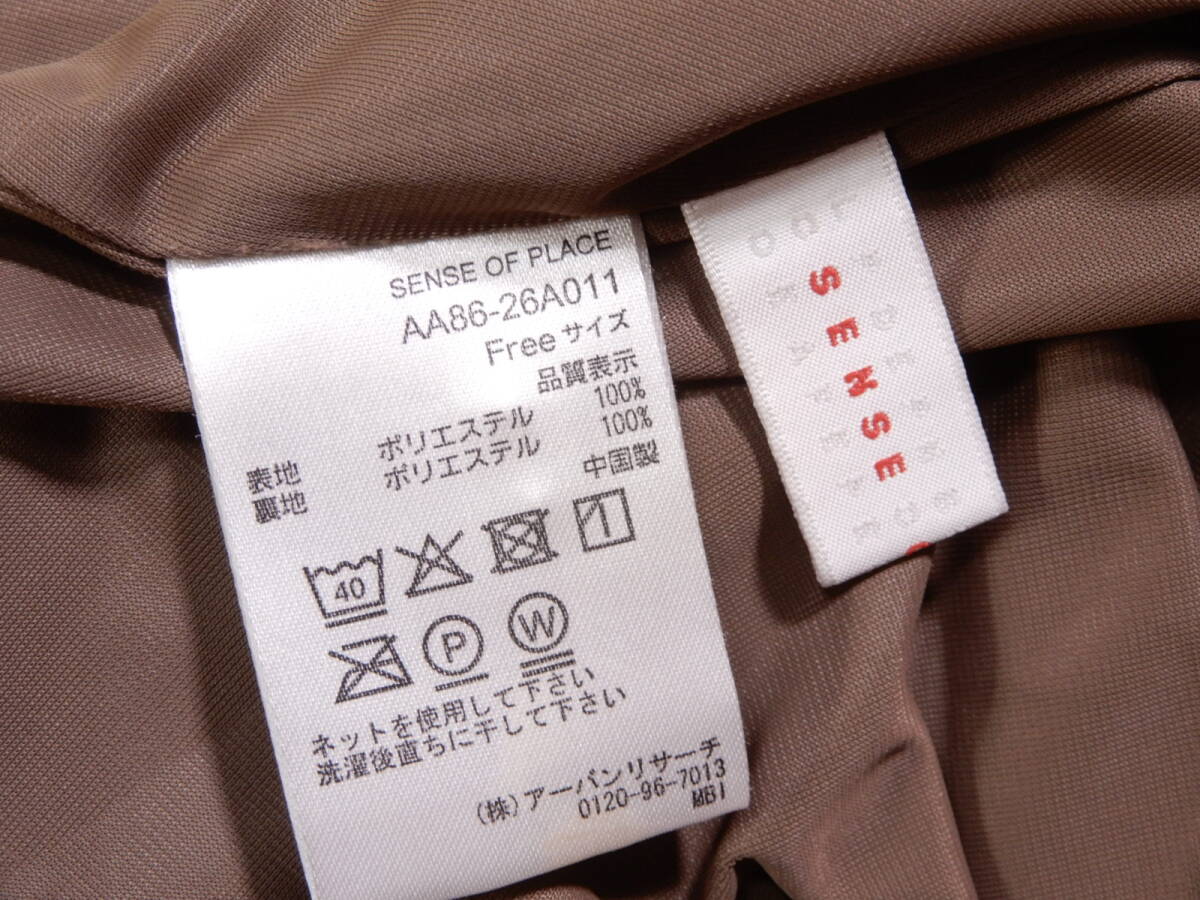 SENSE OF PLACE
AA86-26A011
Freeサイズ
品質表示
表地 ポリエステル 100%
裏地 ポリエステル 100%
中国製
40
P W
ネットを使用して下さい
洗濯後直ちに干して下さい
(株)アーバンリサーチ
0120-96-7013
MBI
SENSE